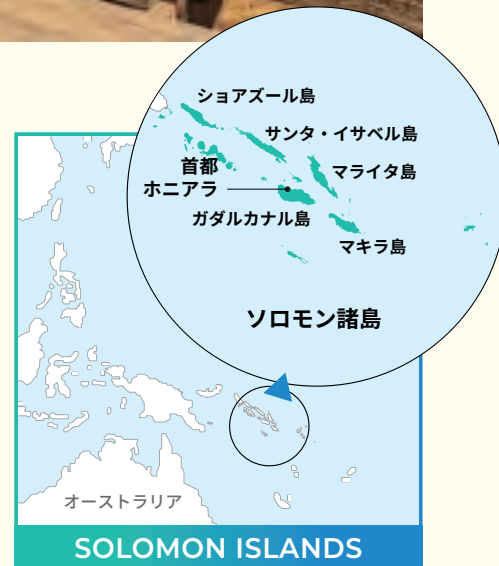 ショアズール島
サンタ・イサベル島
首都
ホニアラ
マライタ島
ガダルカナル島
マキラ島
ソロモン諸島
オーストラリア
SOLOMON ISLANDS